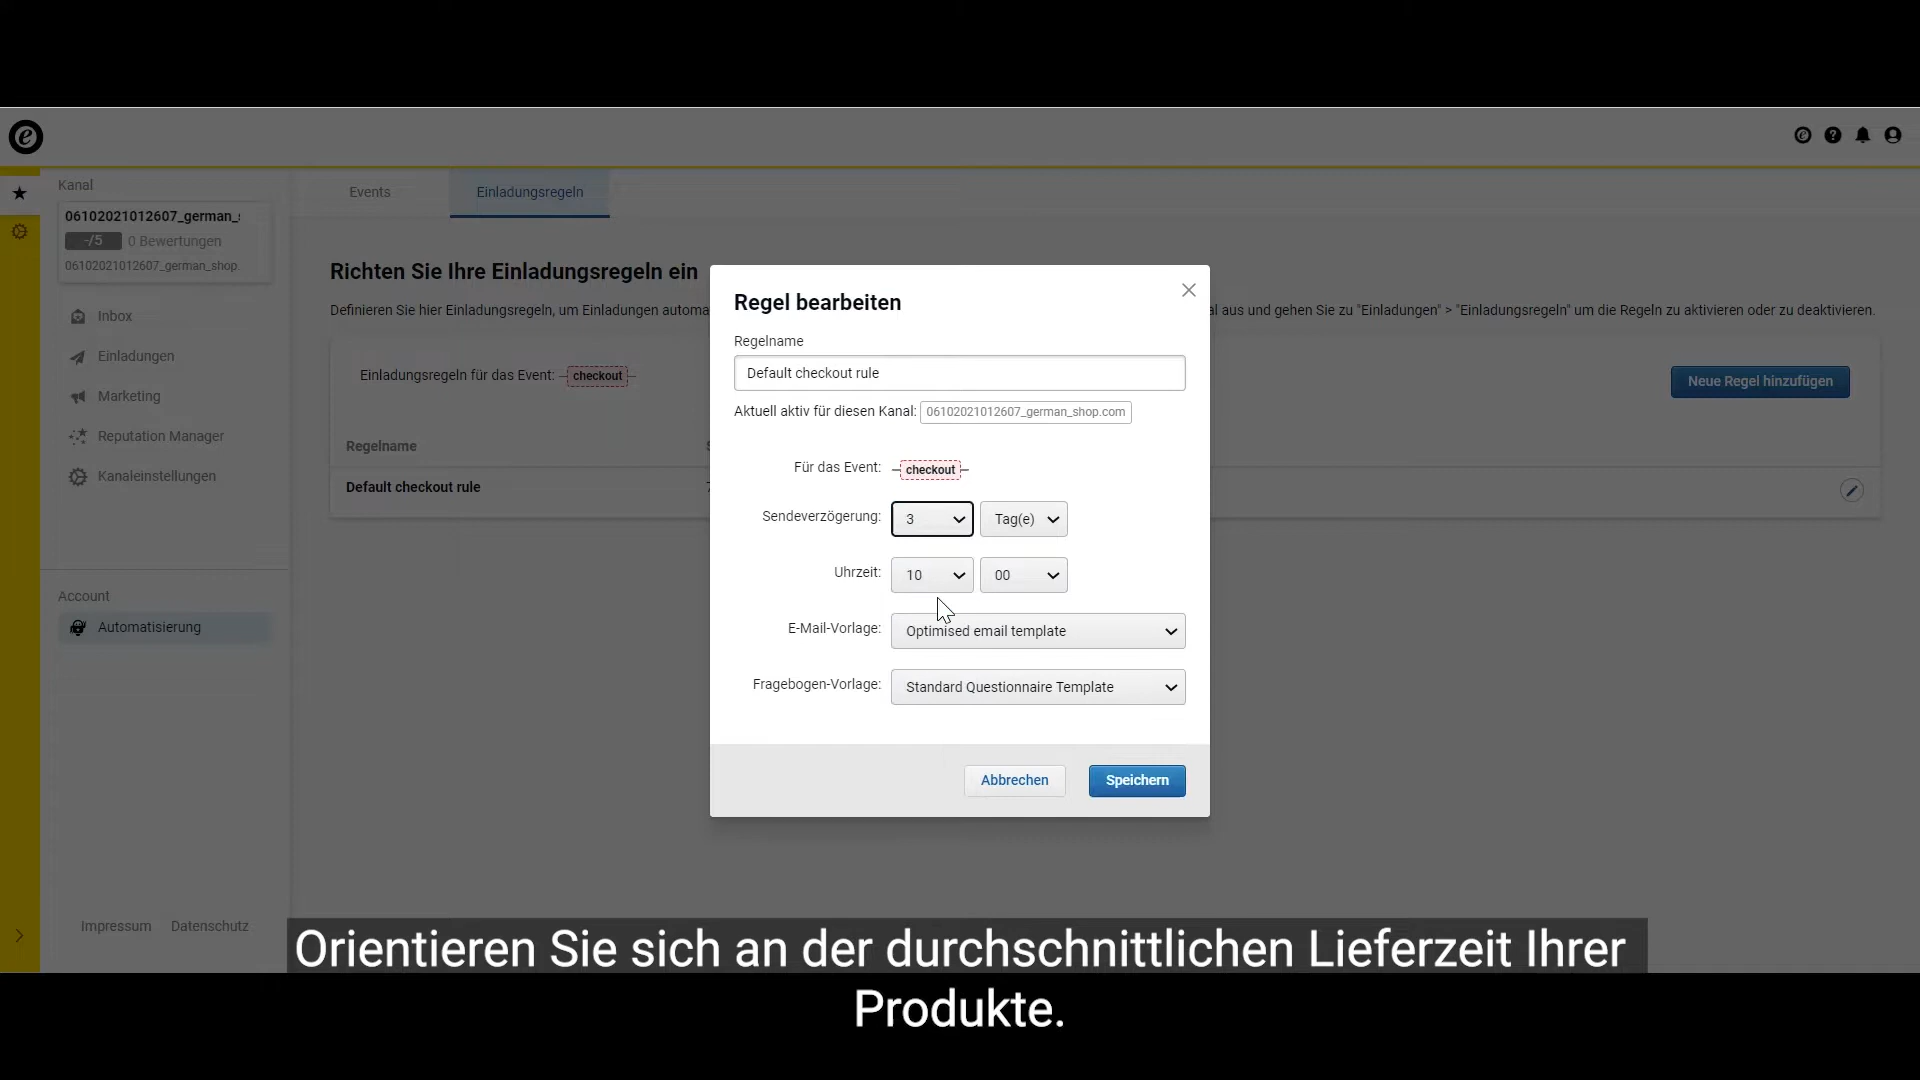 Kanal
06102021012607_german_s
-/5 0 Bewertungen
06102021012607_german_shop.
Inbox
Einladungen
Marketing
Reputation Manager
Kanaleinstellungen
Account
Automatisierung
Impressum Datenschutz
Events Einladungsregeln
Richten Sie Ihre Einladungsregeln ein
Definieren Sie hier Einladungsregeln, um Einladungen automa
al aus und gehen Sie zu "Einladungen" > "Einladungsregeln" um die Regeln zu aktivieren oder zu deaktivieren.
Einladungsregeln für das Event: checkout
Neue Regel hinzufügen
Regelname
Default checkout rule
Regel bearbeiten
Regelname
Default checkout rule
Aktuell aktiv für diesen Kanal: 06102021012607_german_shop.com
Für das Event: checkout
Sendeverzögerung: 3 Tag(e)
Uhrzeit: 10 00
E-Mail-Vorlage: Optimised email template
Fragebogen-Vorlage: Standard Questionnaire Template
Abbrechen Speichern
Orientieren Sie sich an der durchschnittlichen Lieferzeit Ihrer
Produkte.